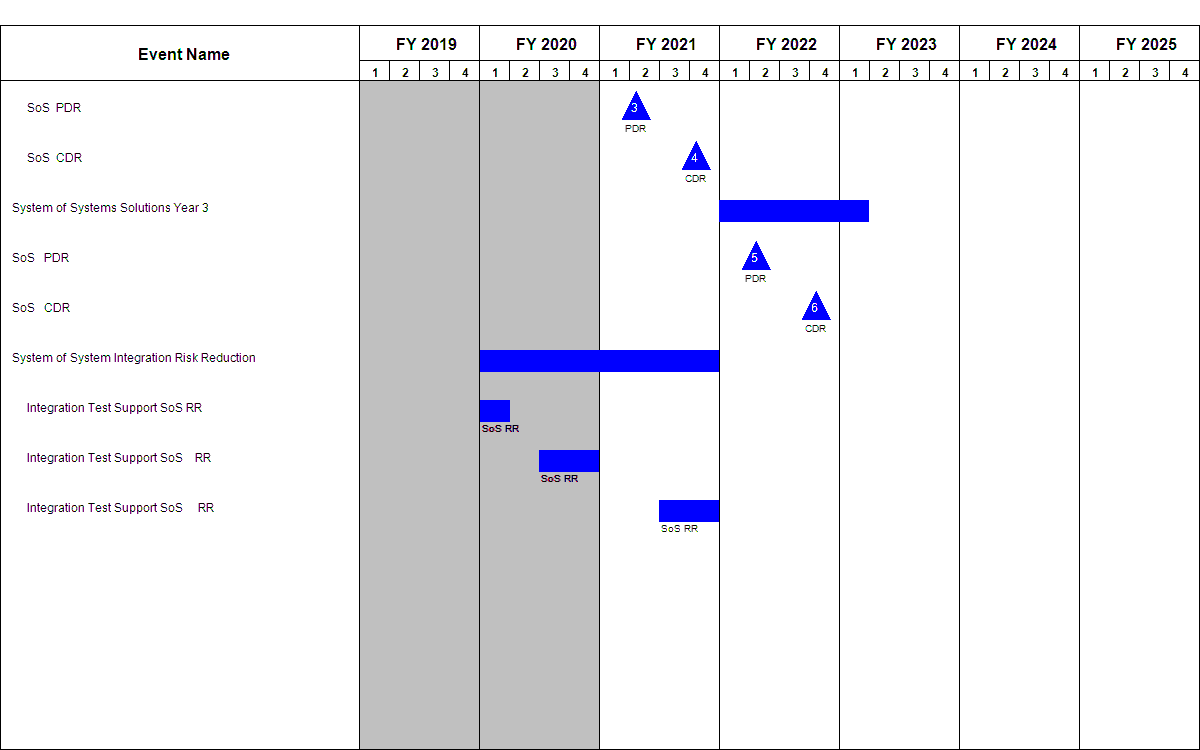 Event Name FY 2019 FY 2020 FY 2021 FY 2022 FY 2023 FY 2024 FY 2025
1 2 3 4 1 2 3 4 1 2 3 4 1 2 3 4 1 2 3 4 1 2 3 4 1 2 3 4
SoS PDR 3
PDR
SoS CDR 4
CDR
System of Systems Solutions Year 3
SoS PDR 5
PDR
SoS CDR 6
CDR
System of System Integration Risk Reduction
Integration Test Support SoS RR
SoS RR
Integration Test Support SoS RR
SoS RR
Integration Test Support SoS RR
SoS RR